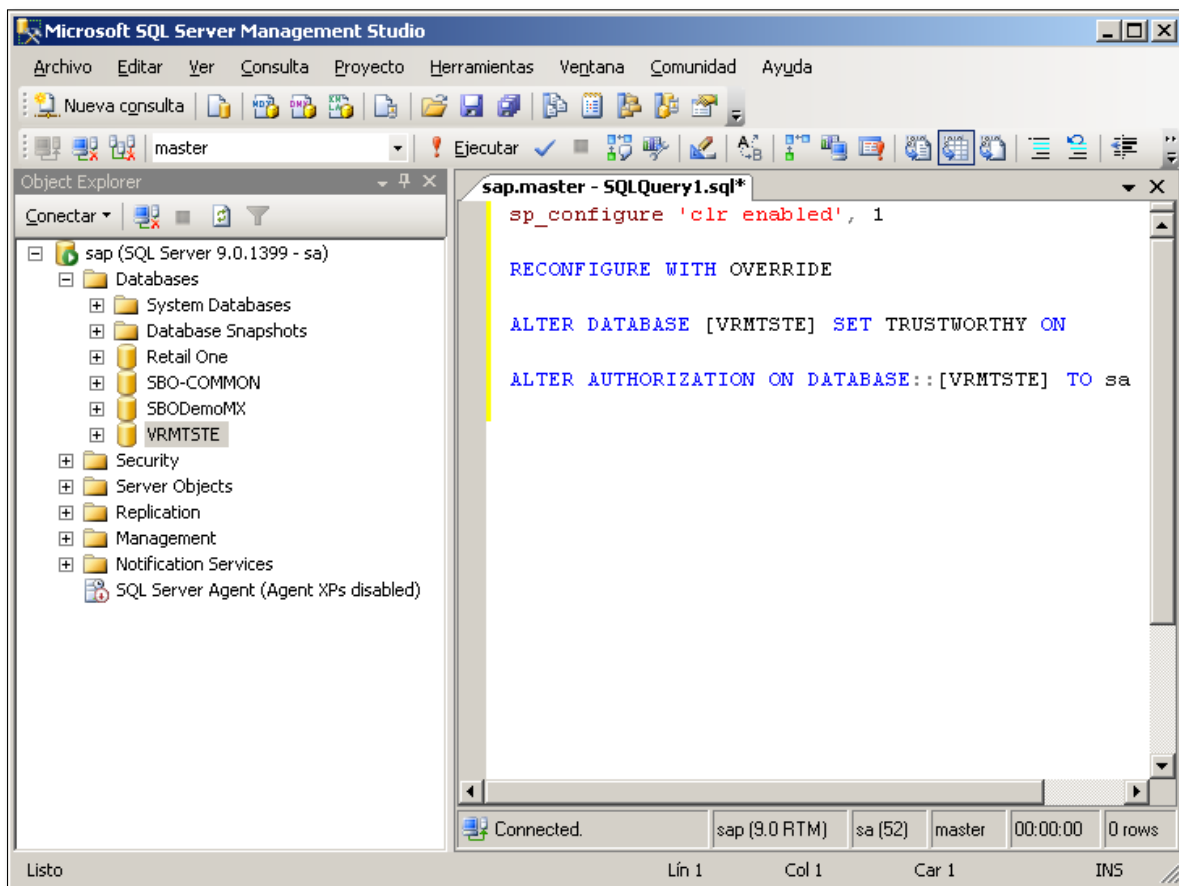 Microsoft SQL Server Management Studio
Archivo Editar Ver Consulta Proyecto Herramientas Ventana Comunidad Ayuda
Nueva consulta
master Ejecutar
Object Explorer
Conectar
sap (SQL Server 9.0.1399 - sa)
Databases
System Databases
Database Snapshots
Retail One
SBO-COMMON
SBODemoMX
VRMTSTE
Security
Server Objects
Replication
Management
Notification Services
SQL Server Agent (Agent XPs disabled)
sap.master - SQLQuery1.sql*
sp_configure 'clr enabled', 1
RECONFIGURE WITH OVERRIDE
ALTER DATABASE [VRMTSTE] SET TRUSTWORTHY ON
ALTER AUTHORIZATION ON DATABASE::[VRMTSTE] TO sa
Connected. sap (9.0 RTM) sa (52) master 00:00:00 0 rows
Listo Lín 1 Col 1 Car 1 INS